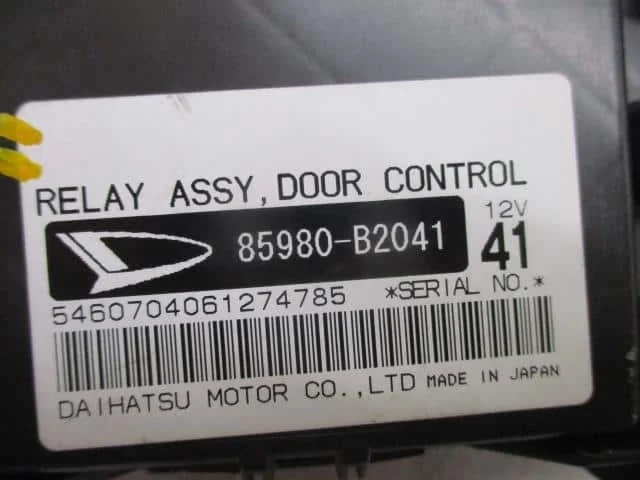 RELAY ASSY, DOOR CONTROL
85980-B2041
12V
41
5460704061274785 *SERIAL NO.*
DAIHATSU MOTOR CO.,LTD MADE IN JAPAN